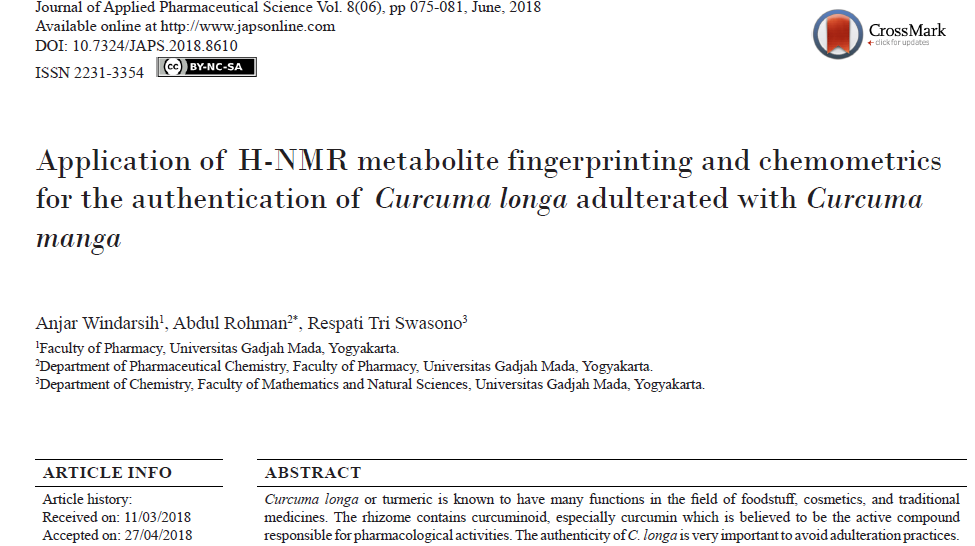 Journal of Applied Pharmaceutical Science Vol. 8(06), pp 075-081, June, 2018
Available online at http://www.japsonline.com
DOI: 10.7324/JAPS.2018.8610
ISSN 2231-3354
cc BY-NC-SA
CrossMark
click for updates
Application of H-NMR metabolite fingerprinting and chemometrics
for the authentication of Curcuma longa adulterated with Curcuma
manga
Anjar Windarsih1, Abdul Rohman2*, Respati Tri Swasono3
1Faculty of Pharmacy, Universitas Gadjah Mada, Yogyakarta.
2Department of Pharmaceutical Chemistry, Faculty of Pharmacy, Universitas Gadjah Mada, Yogyakarta.
3Department of Chemistry, Faculty of Mathematics and Natural Sciences, Universitas Gadjah Mada, Yogyakarta.
ARTICLE INFO
Article history:
Received on: 11/03/2018
Accepted on: 27/04/2018
ABSTRACT
Curcuma longa or turmeric is known to have many functions in the field of foodstuff, cosmetics, and traditional
medicines. The rhizome contains curcuminoid, especially curcumin which is believed to be the active compound
responsible for pharmacological activities. The authenticity of C. longa is very important to avoid adulteration practices.